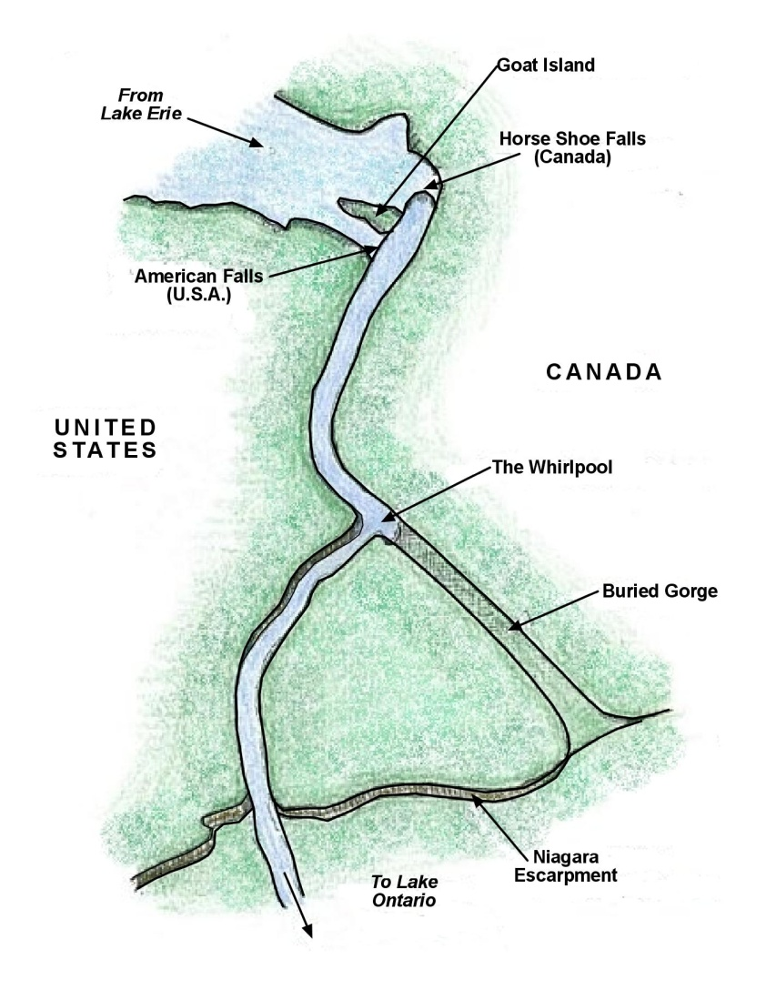 Goat Island
From
Lake Erie
Horse Shoe Falls
(Canada)
American Falls
(U.S.A.)
CANADA
UNITED
STATES
The Whirlpool
Buried Gorge
Niagara
Escarpment
To Lake
Ontario